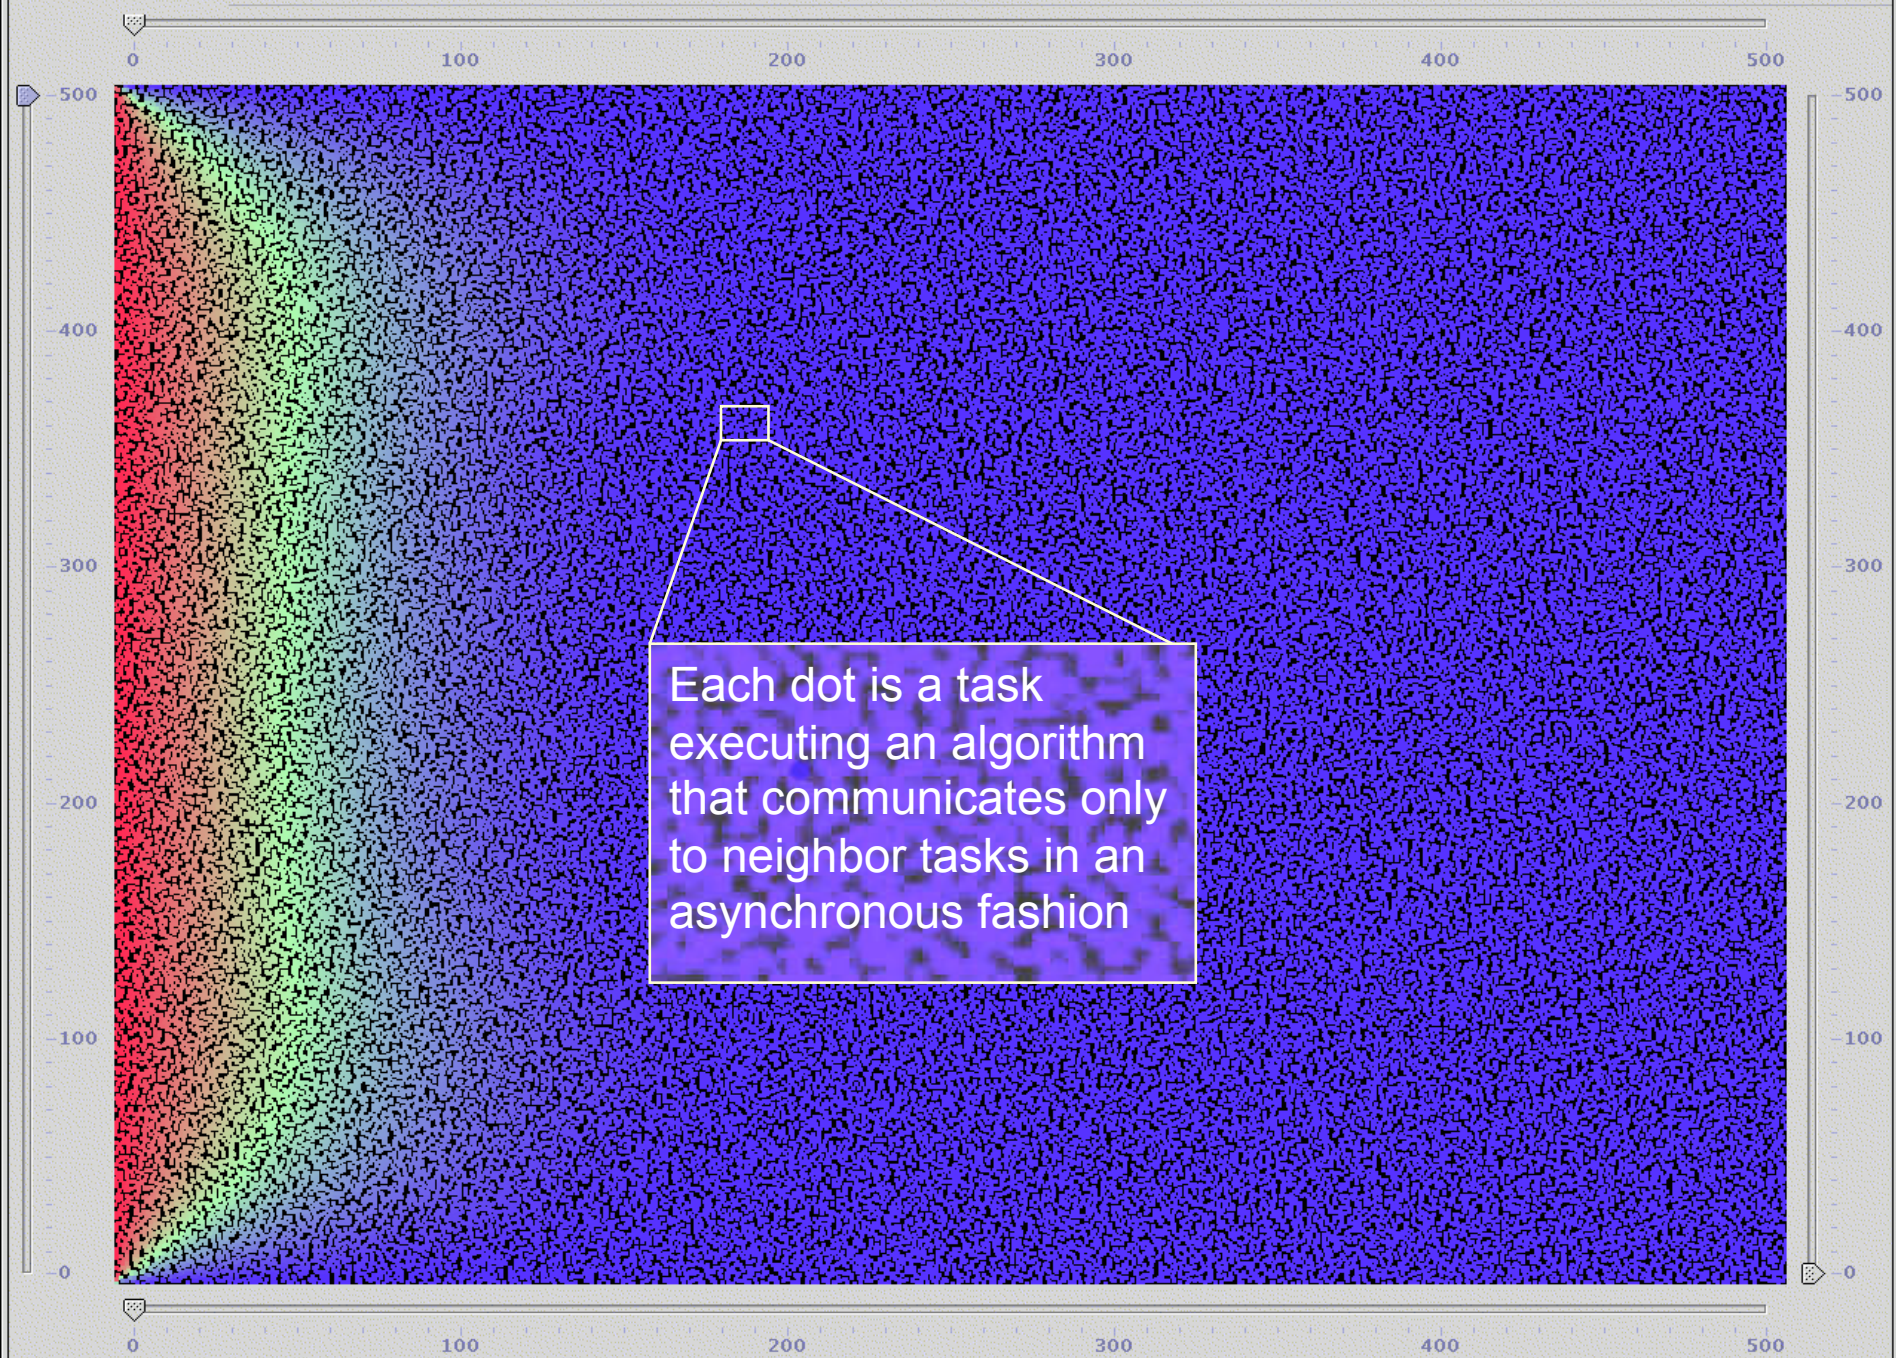 0 100 200 300 400 500
500 500
400 400
300 300
Each dot is a task
executing an algorithm
that communicates only
to neighbor tasks in an
asynchronous fashion
200 200
100 100
0 0
0 100 200 300 400 500